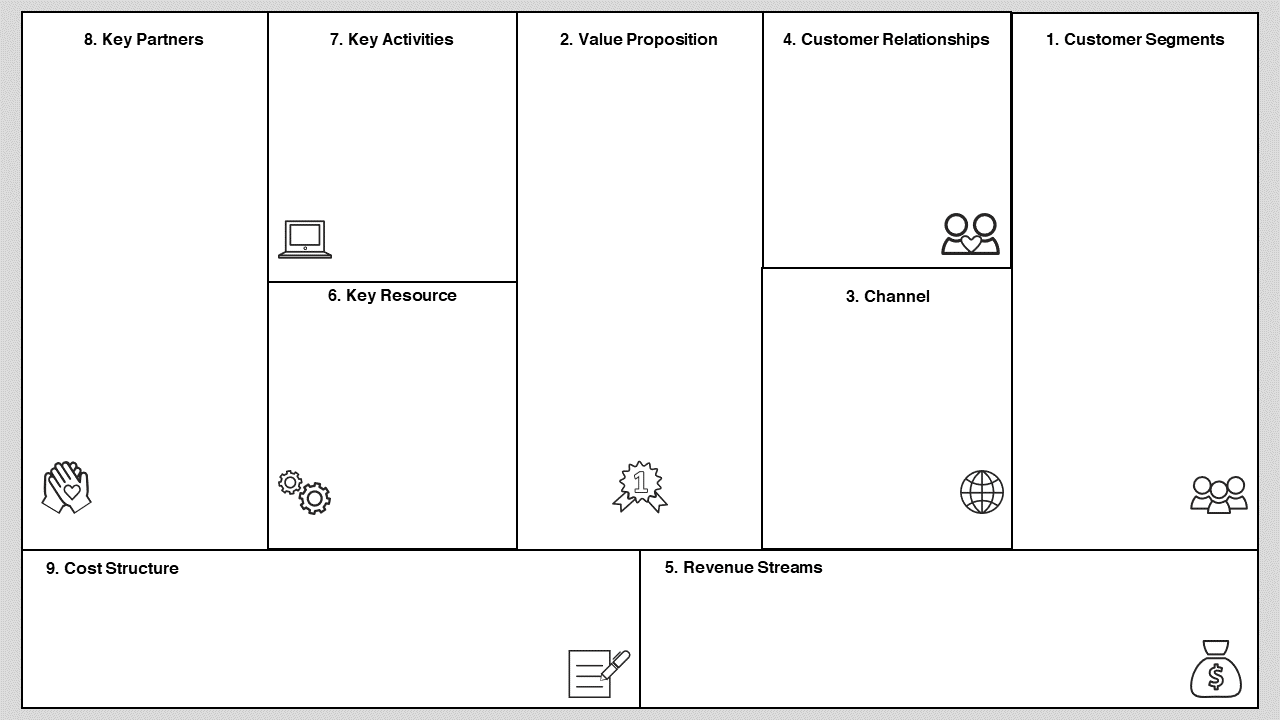 8. Key Partners
7. Key Activities
2. Value Proposition
4. Customer Relationships
1. Customer Segments
6. Key Resource
3. Channel
1
9. Cost Structure
5. Revenue Streams
$